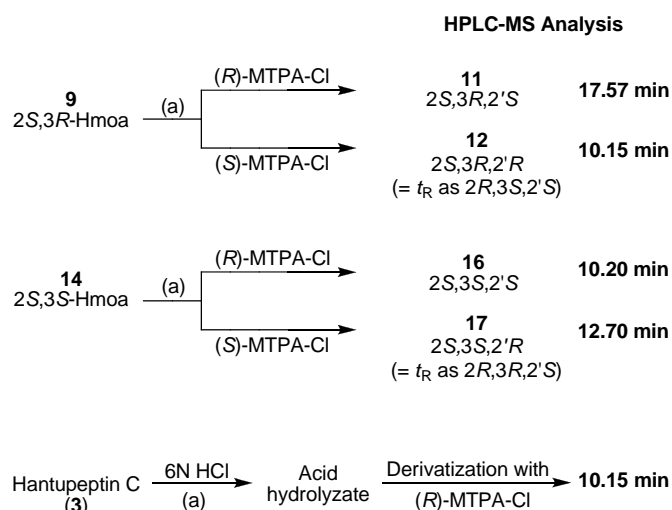 HPLC-MS Analysis
(R)-MTPA-Cl
11
17.57 min
9
2S,3R,2'S
2S,3R-Hmoa
(a)
12
10.15 min
(S)-MTPA-Cl
2S,3R,2'R
(= tR as 2R,3S,2'S)
(R)-MTPA-Cl
16
10.20 min
14
2S,3S,2'S
2S,3S-Hmoa
(a)
17
12.70 min
(S)-MTPA-Cl
2S,3S,2'R
(= tR as 2R,3R,2'S)
Hantupeptin C
(3)
6N HCl
(a)
Acid
hydrolyzate
Derivatization with
(R)-MTPA-Cl
10.15 min